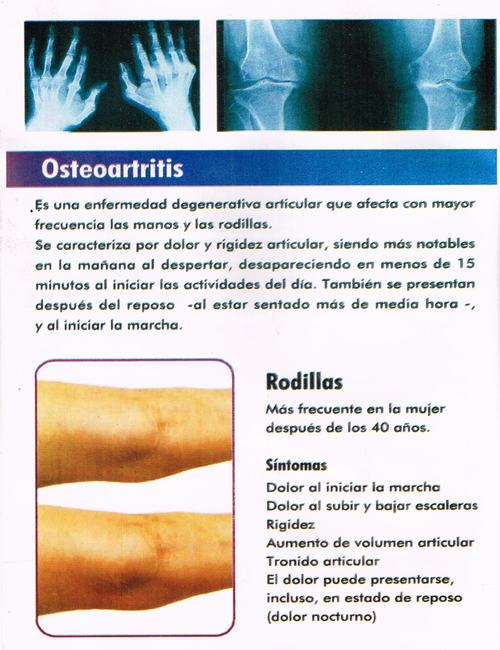 Osteoartritis
Es una enfermedad degenerativa articular que afecta con mayor
frecuencia las manos y las rodillas.
Se caracteriza por dolor y rigidez articular, siendo más notables
en la mañana al despertar, desapareciendo en menos de 15
minutos al iniciar las actividades del día. También se presentan
después del reposo -al estar sentado más de media hora -,
y al iniciar la marcha.
Rodillas
Más frecuente en la mujer
después de los 40 años.
Síntomas
Dolor al iniciar la marcha
Dolor al subir y bajar escaleras
Rigidez
Aumento de volumen articular
Tronido articular
El dolor puede presentarse,
incluso, en estado de reposo
(dolor nocturno)